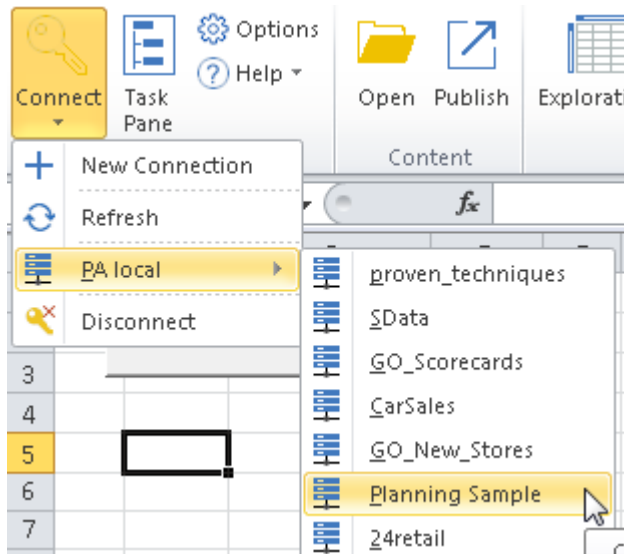 Options
Help
Connect
Task
Pane
Open
Publish
Content
New Connection
Refresh
fx
PA local
Disconnect
proven_techniques
SData
GO_Scorecards
CarSales
GO_New_Stores
Planning Sample
24retail
3
4
5
6
7